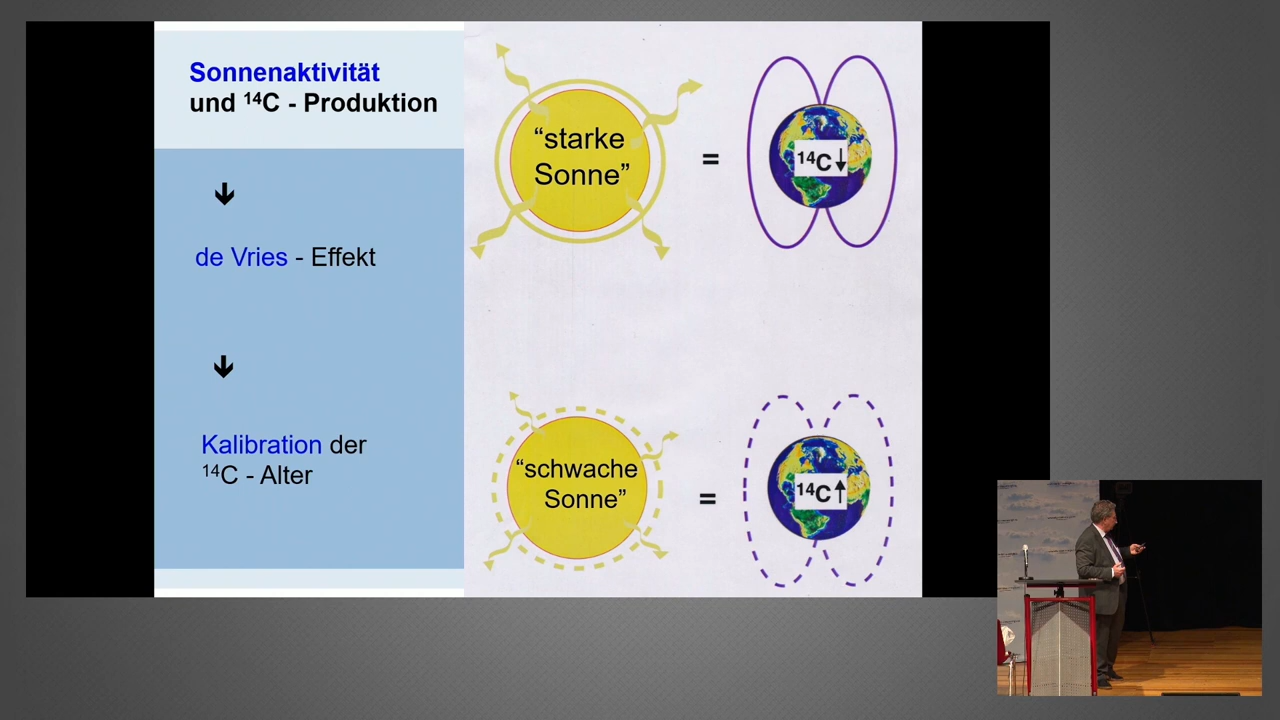 Sonnenaktivität
und ¹⁴C - Produktion
de Vries - Effekt
Kalibration der
¹⁴C - Alter
“starke
Sonne”
=
¹⁴C↓
“schwache
Sonne”
=
¹⁴C↑